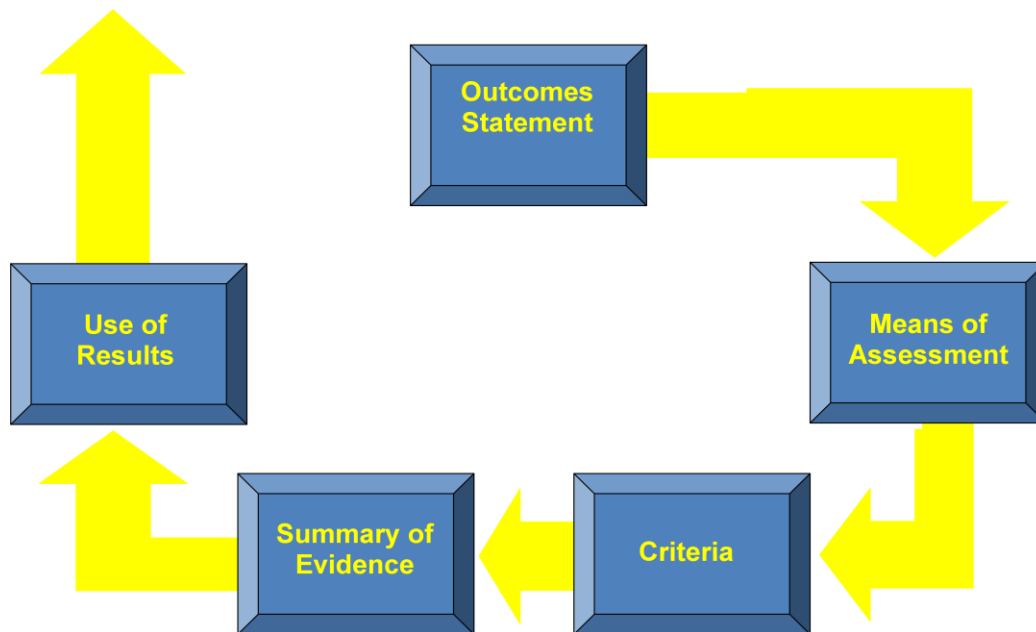 Outcomes
Statement
Means of
Assessment
Criteria
Summary of
Evidence
Use of
Results